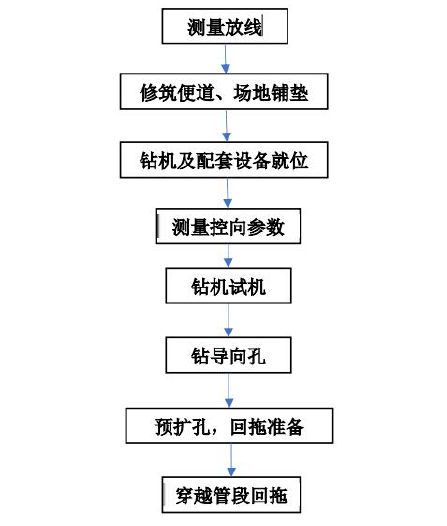 测量放线
修筑便道、场地铺垫
钻机及配套设备就位
测量控向参数
钻机试机
钻导向孔
预扩孔，回拖准备
穿越管段回拖